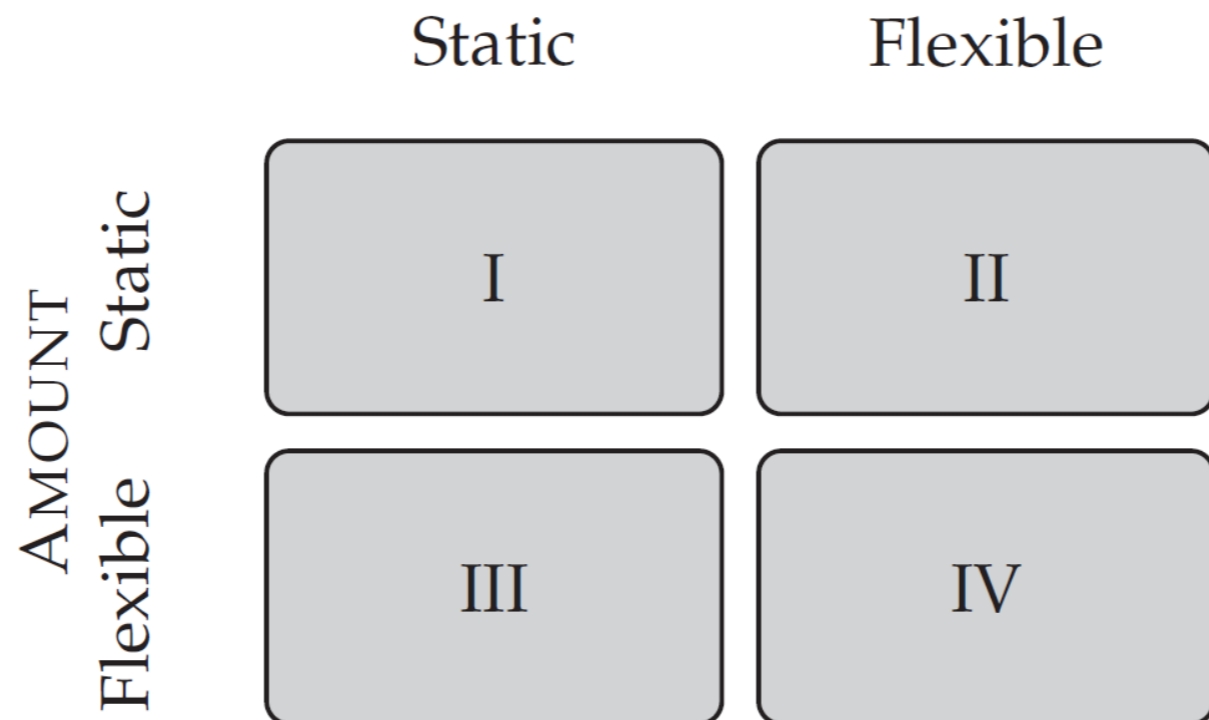 Static Flexible
AMOUNT
Static
I II
Flexible
III IV